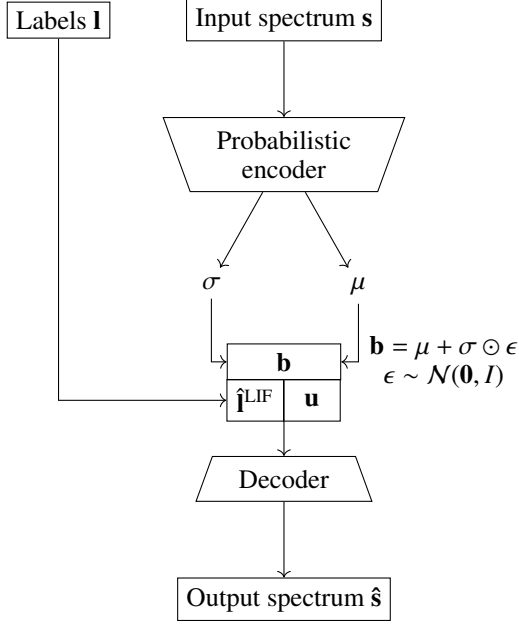 Labels l
Input spectrum s
Probabilistic
encoder
σ
μ
b
b = μ + σ ⊙ ϵ
ϵ ∼ 𝒩(0, I)
l̂^LIF
u
Decoder
Output spectrum ŝ